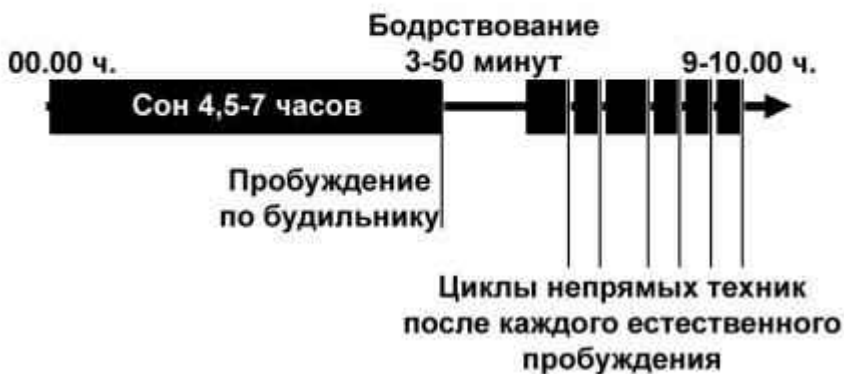 Бодрствование
00.00 ч.
3-50 минут
9-10.00 ч.
Сон 4,5-7 часов
Пробуждение
по будильнику
Циклы непрямых техник
после каждого естественного
пробуждения